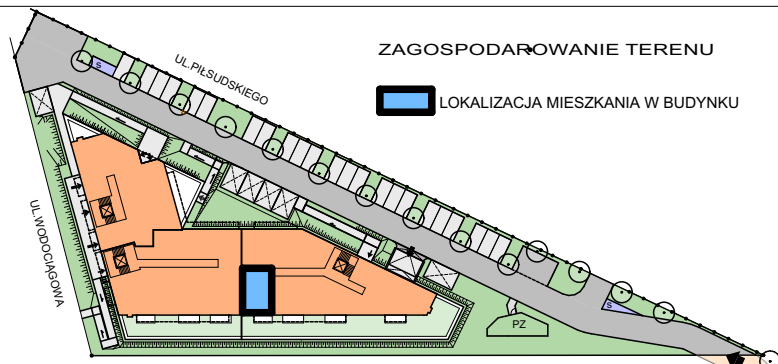 ZAGOSPODAROWANIE TERENU
UL.PIŁSUDSKIEGO
LOKALIZACJA MIESZKANIA W BUDYNKU
UL.WODOCIĄGOWA
Ś
Ś
PZ